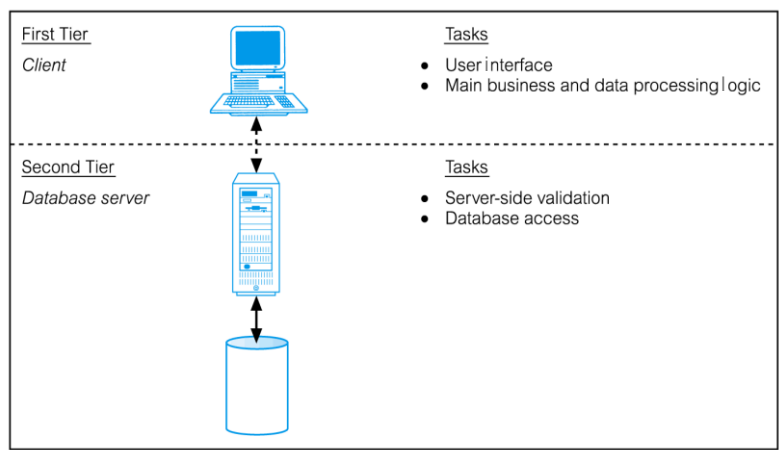 First Tier
Client
Tasks
● User interface
● Main business and data processing logic
Second Tier
Database server
Tasks
● Server-side validation
● Database access